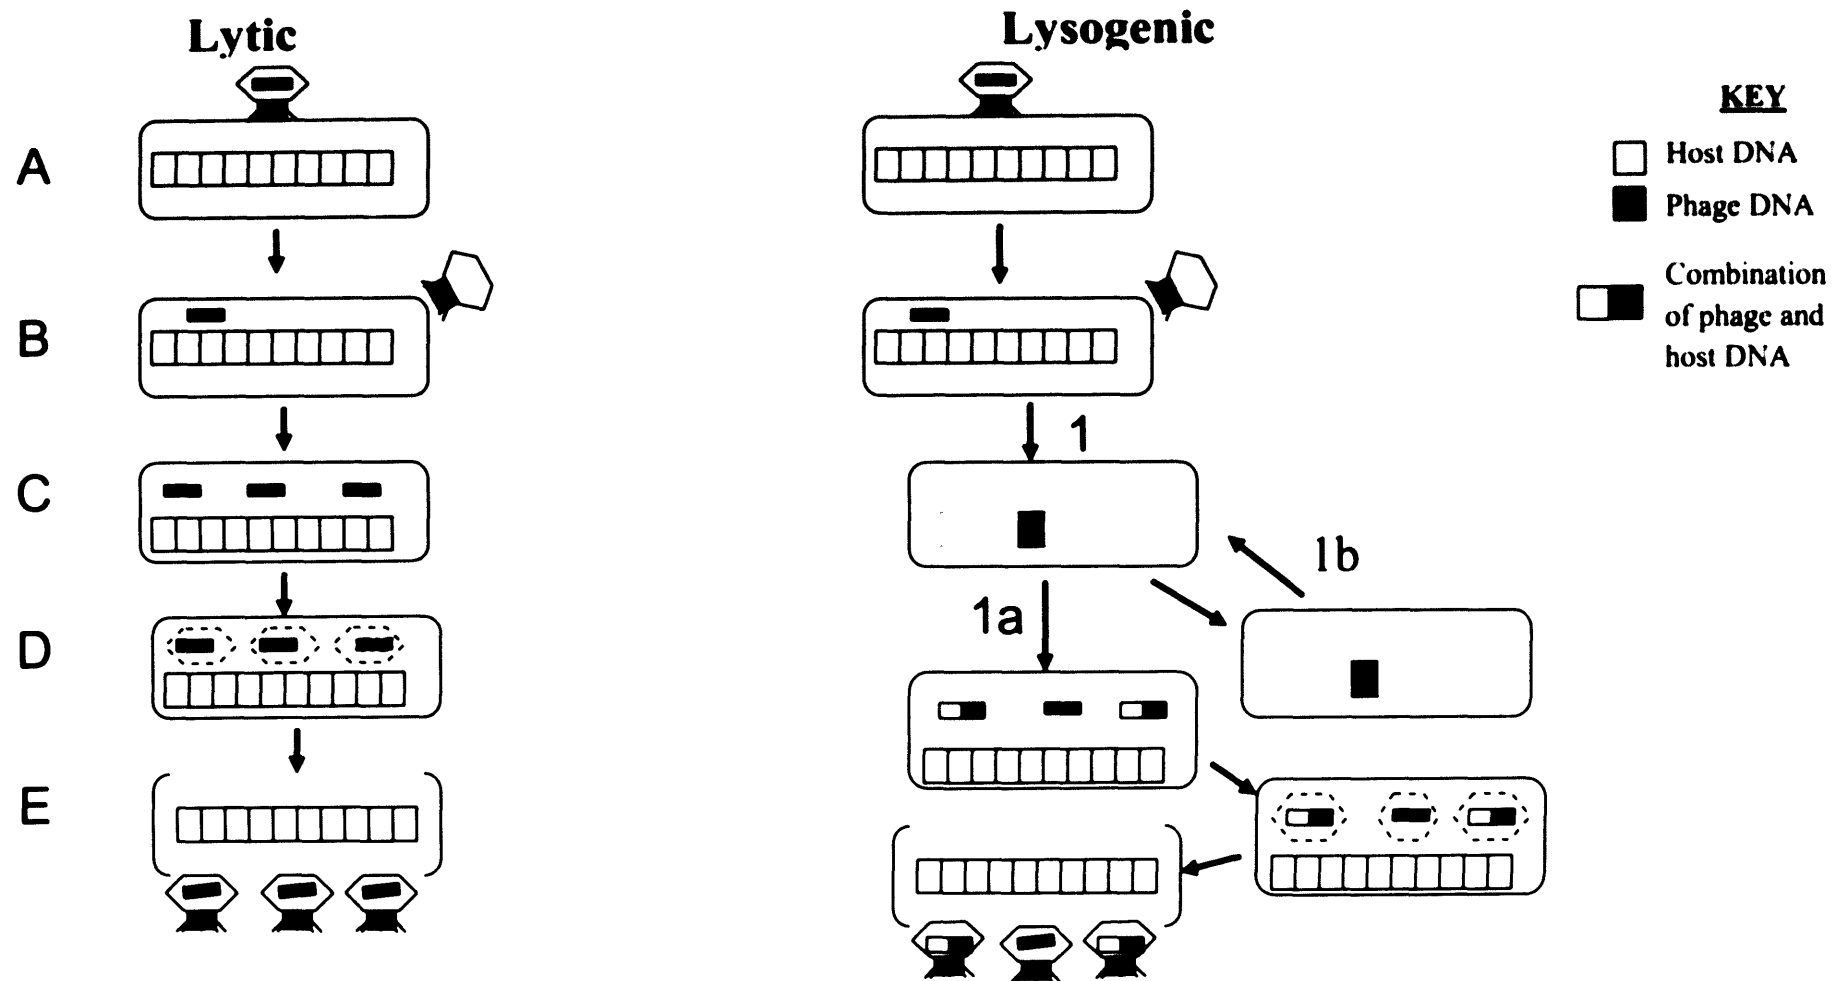 Lytic
Lysogenic
KEY
Host DNA
Phage DNA
Combination
of phage and
host DNA
A
B
C
D
E
1
1a
1b